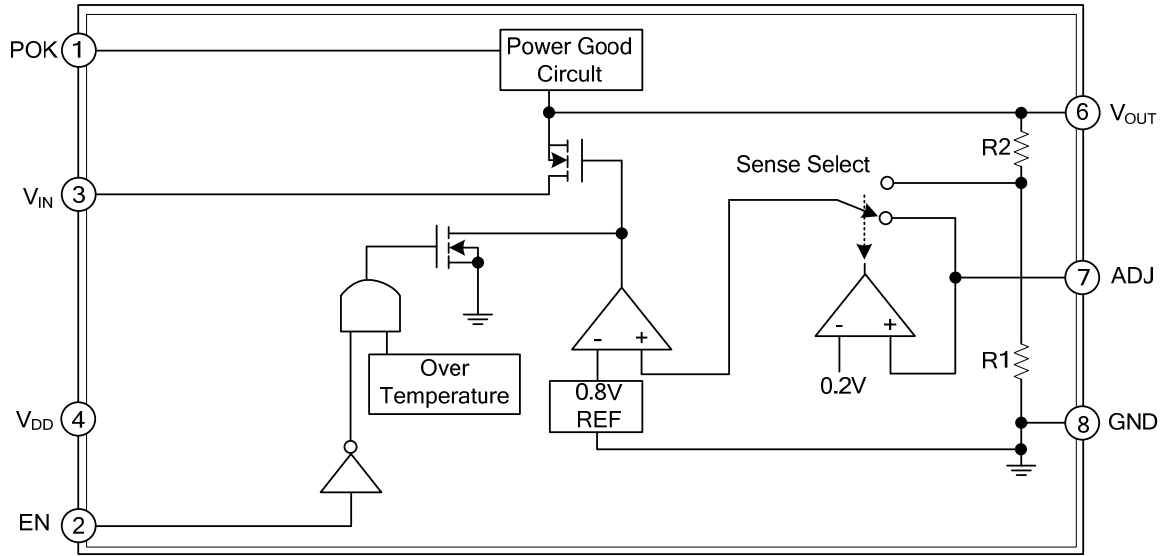 POK
1
Power Good
Circult
6
VOUT
R2
Sense Select
VIN
3
7
ADJ
-
+
-
+
R1
Over
Temperature
0.8V
REF
0.2V
VDD
4
8
GND
EN
2